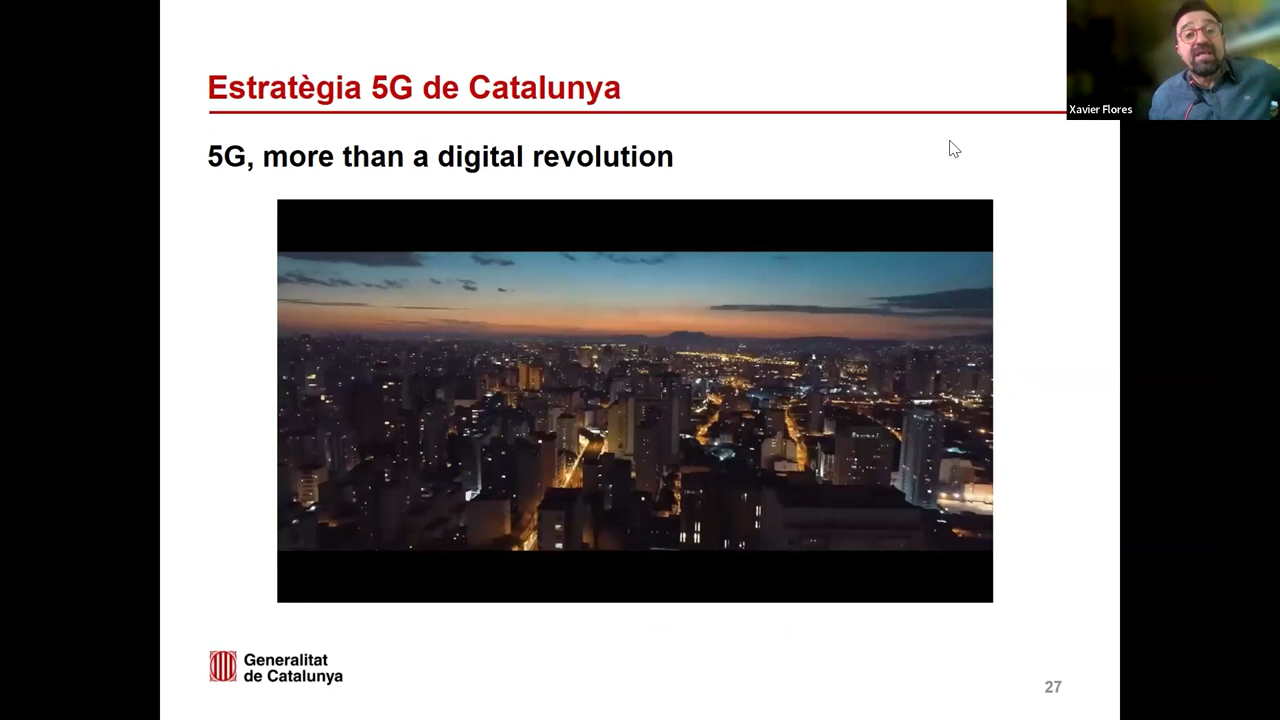 Estratègia 5G de Catalunya
Xavier Flores
5G, more than a digital revolution
Generalitat
de Catalunya
27